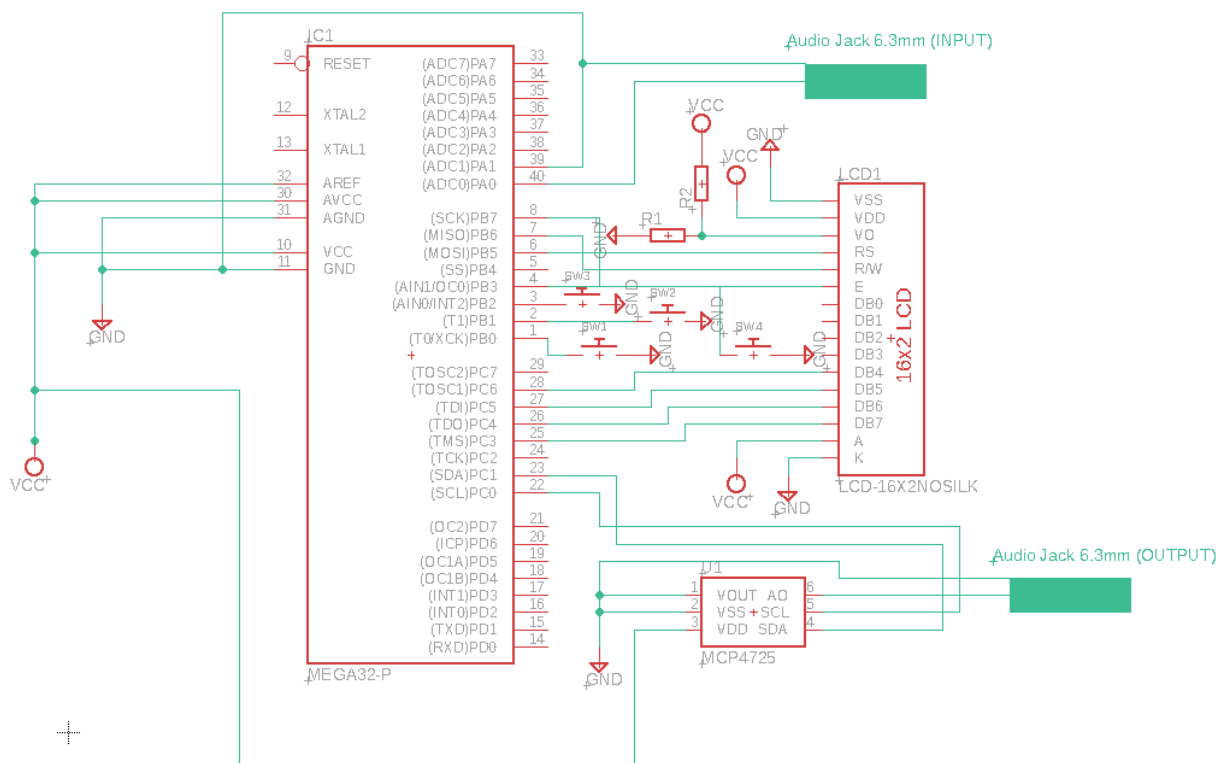 IC1
Audio Jack 6.3mm (INPUT)
9 RESET (ADC7)PA7 33
(ADC6)PA6 34
(ADC5)PA5 35
12 XTAL2 (ADC4)PA4 36
(ADC3)PA3 37
13 XTAL1 (ADC2)PA2 38
(ADC1)PA1 39
32 AREF (ADC0)PA0 40
30 AVCC
31 AGND (SCK)PB7 8
(MISO)PB6 7
10 VCC (MOSI)PB5 6
11 GND (SS)PB4 5
(AIN1/OC0)PB3 4
(AIN0/INT2)PB2 3
(T1)PB1 2
(T0/XCK)PB0 1
(TOSC2)PC7 29
(TOSC1)PC6 28
(TDI)PC5 27
(TDO)PC4 26
(TMS)PC3 25
(TCK)PC2 24
(SDA)PC1 23
(SCL)PC0 22
(OC2)PD7 21
(ICP)PD6 20
(OC1A)PD5 19
(OC1B)PD4 18
(INT1)PD3 17
(INT0)PD2 16
(TXD)PD1 15
(RXD)PD0 14
MEGA32-P
GND
VCC
VCC
GND
VCC
R2
R1
GND
SW3
GND
SW2
GND
SW1
GND
SW4
GND
LCD1
VSS
VDD
VO
RS
R/W
E
DB0
DB1
DB2
DB3
DB4
DB5
DB6
DB7
A
K
16x2 LCD
LCD-16X2NOSILK
VCC
GND
Audio Jack 6.3mm (OUTPUT)
U1
1 VOUT AO 6
2 VSS SCL 5
3 VDD SDA 4
MCP4725
GND